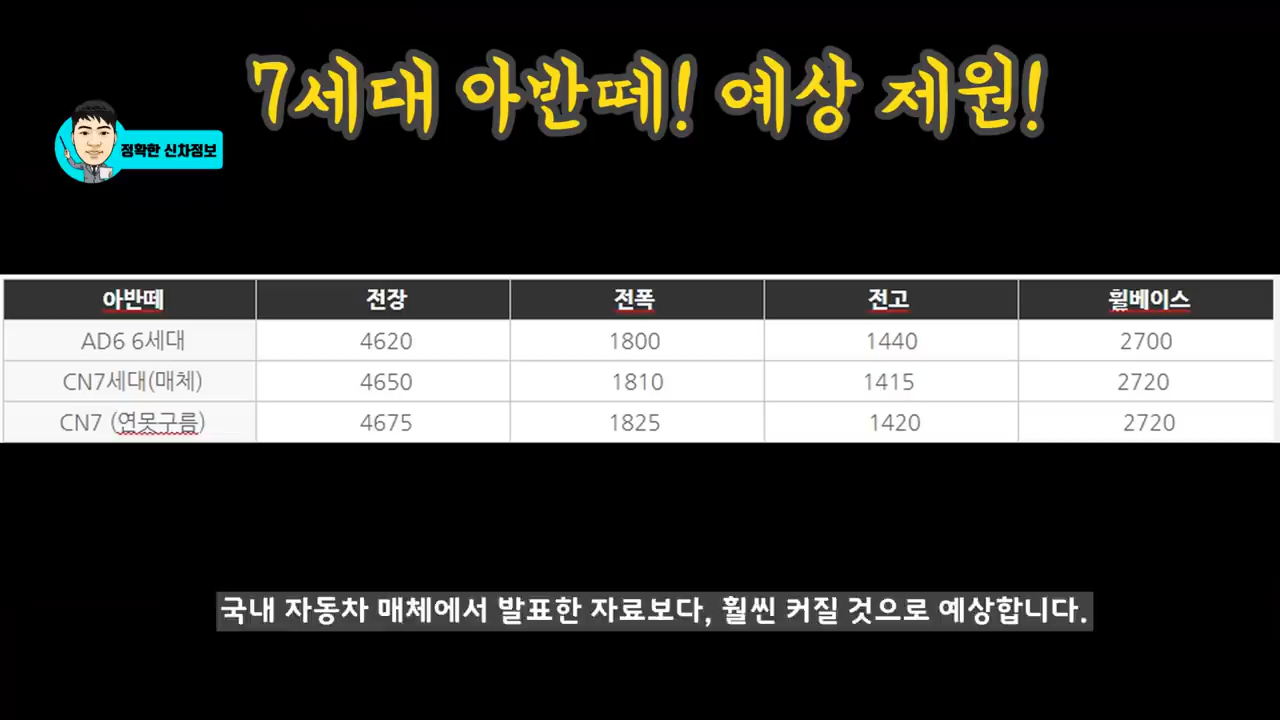 7세대 아반떼! 예상 제원!
정확한 신차정보
아반떼 전장 전폭 전고 휠베이스
AD6 6세대 4620 1800 1440 2700
CN7세대(매체) 4650 1810 1415 2720
CN7 (연못구름) 4675 1825 1420 2720
국내 자동차 매체에서 발표한 자료보다, 훨씬 커질 것으로 예상합니다.